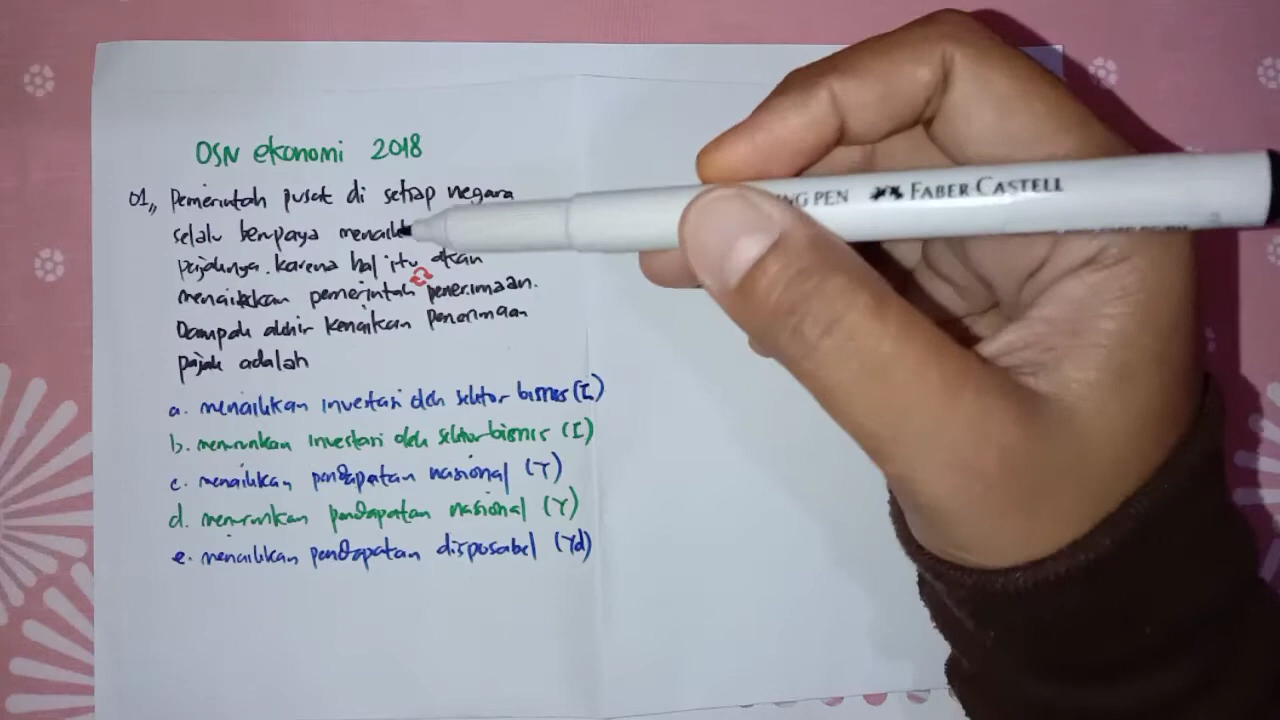 OSN ekonomi 2018
01,, Pemerintah pusat di setiap negara
selalu berupaya
pajaknya. karena hal itu akan
menaikkan pemerintah penerimaan.
Dampak akhir kenaikan penerimaan
pajak adalah
a. menaikkan investasi oleh sektor bisnis (I)
b. menurunkan investasi oleh sektor bisnis (I)
c. menaikkan pendapatan nasional (Y)
d. menurunkan pendapatan nasional (Y)
e. menaikkan pendapatan disposabel (Yd)
PEN FABER CASTELL